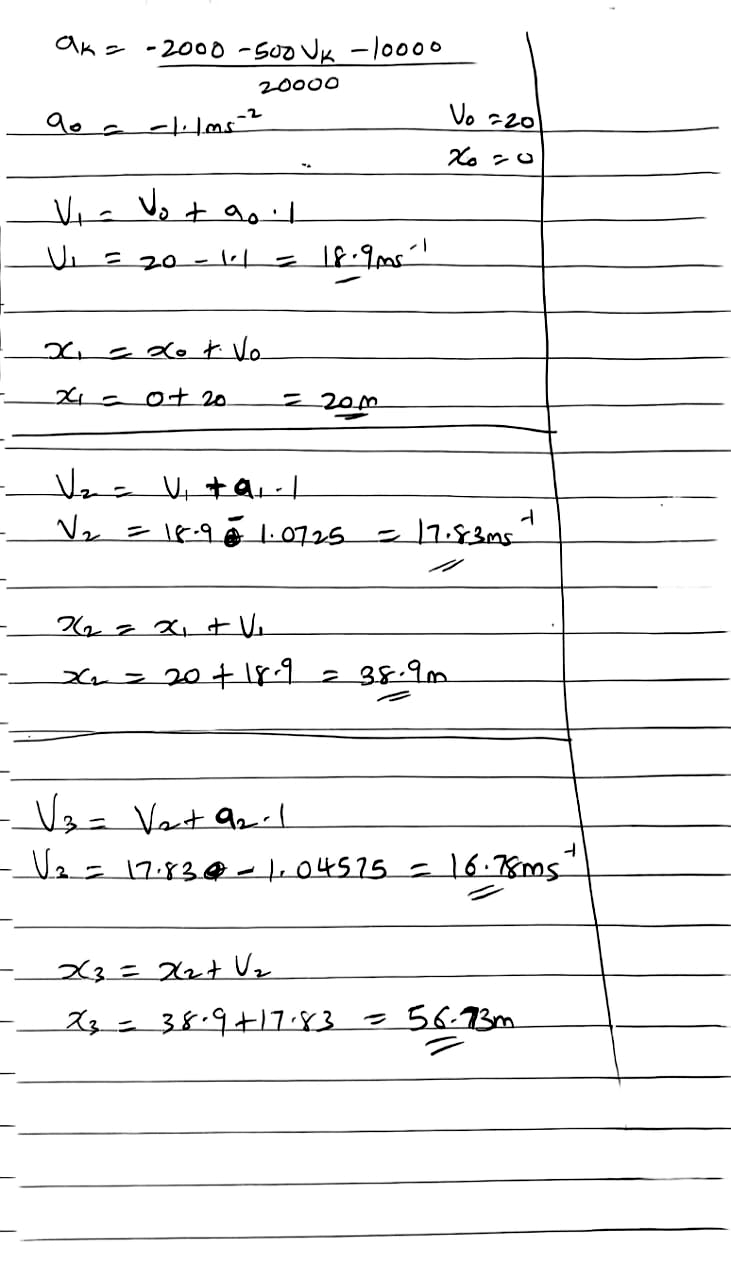 aₖ = -2000 - 500Vₖ - 10000
20000
a₀ = -1.1ms⁻²
V₀ = 20
x₀ = 0
V₁ = V₀ + a₀ · 1
V₁ = 20 - 1.1 = 18.9ms⁻¹
x₁ = x₀ + V₀
x₁ = 0 + 20 = 20m
V₂ = V₁ + a₁ · 1
V₂ = 18.9 - 1.0725 = 17.83ms⁻¹
x₂ = x₁ + V₁
x₂ = 20 + 18.9 = 38.9m
V₃ = V₂ + a₂ · 1
V₃ = 17.83 - 1.04575 = 16.78ms⁻¹
x₃ = x₂ + V₂
x₃ = 38.9 + 17.83 = 56.73m